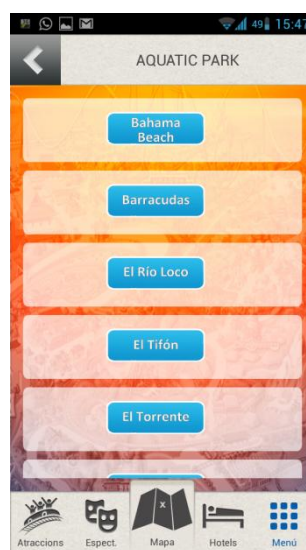 49 15:47
AQUATIC PARK
Bahama
Beach
Barracudas
El Río Loco
El Tifón
El Torrente
Atraccions Espect. Mapa Hotels Menú